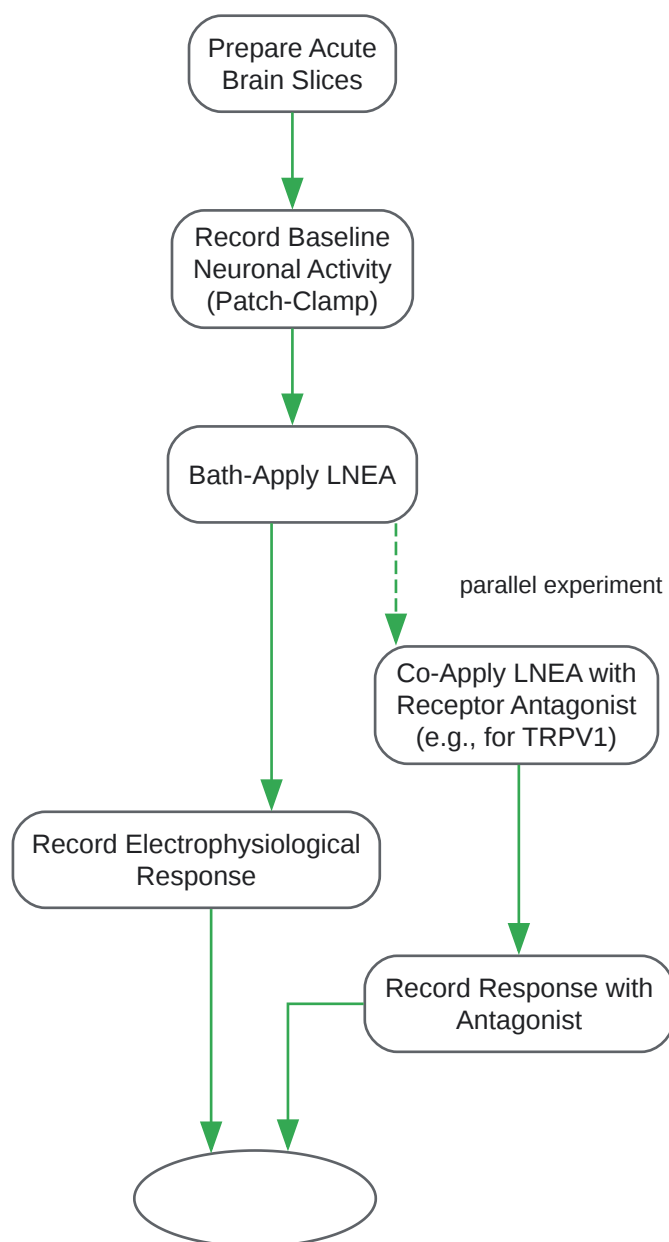 Prepare Acute
Brain Slices
Record Baseline
Neuronal Activity
(Patch-Clamp)
Bath-Apply LNEA
parallel experiment
Co-Apply LNEA with
Receptor Antagonist
(e.g., for TRPV1)
Record Electrophysiological
Response
Record Response with
Antagonist